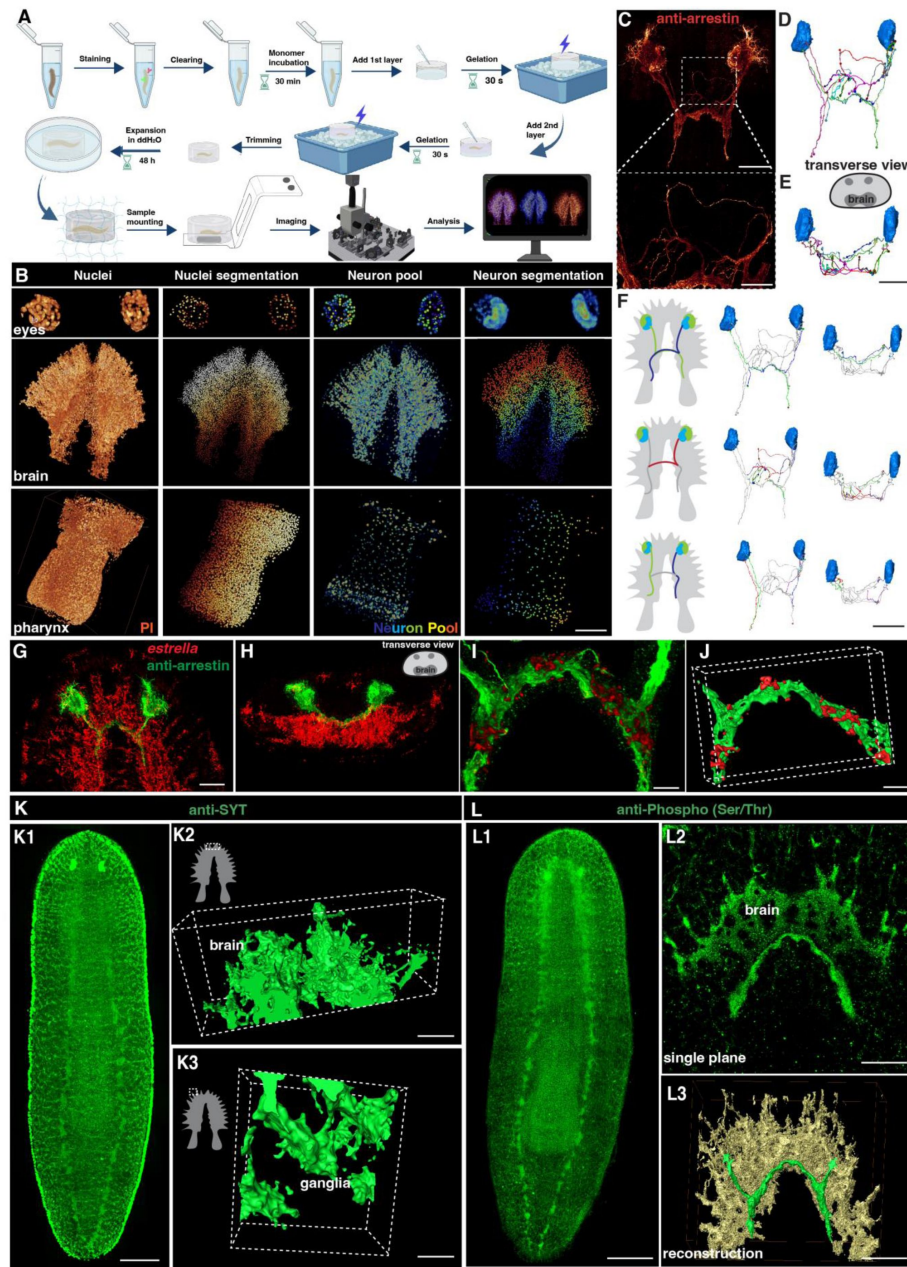 A
Staining
Clearing
Monomer
incubation
30 min
Add 1st layer
Gelation
30 s
Add 2nd
layer
Gelation
30 s
Trimming
Expansion
in ddH₂O
48 h
Sample
mounting
Imaging
Analysis
B
Nuclei
Nuclei segmentation
Neuron pool
Neuron segmentation
eyes
brain
pharynx
PI
Neuron Pool
C
anti-arrestin
D
transverse view
E
brain
F
G
estrella
anti-arrestin
H
transverse view
brain
I
J
K
anti-SYT
K1
K2
brain
K3
ganglia
L
anti-Phospho (Ser/Thr)
L1
L2
brain
single plane
L3
reconstruction